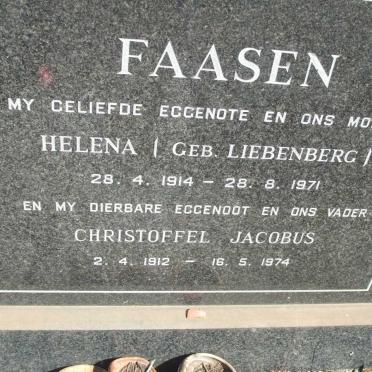 FAASEN
MY GELIEFDE EGGENOTE EN ONS MO
HELENA ( GEB. LIEBENBERG )
28. 4. 1914 — 28. 8. 1971
EN MY DIERBARE EGGENOOT EN ONS VADER
CHRISTOFFEL JACOBUS
2. 4. 1912 — 16. 5. 1974